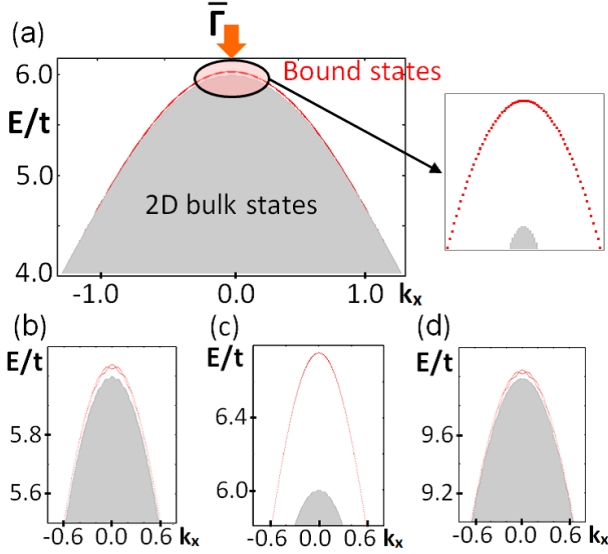 (a)
Γ̅
6.0
Bound states
E/t
5.0
2D bulk states
4.0
-1.0 0.0 1.0 kx
(b) (c) (d)
E/t E/t E/t
5.8 6.4 9.6
5.6 6.0 9.0
-0.6 0.0 0.6 kx -0.6 0.0 0.6 kx -0.6 0.0 0.6 kx